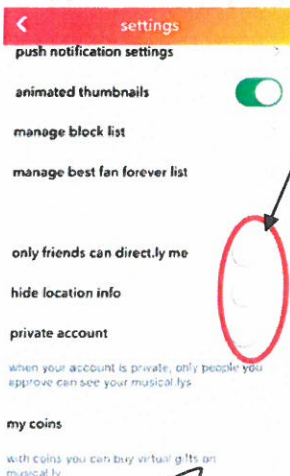 settings
push notification settings
animated thumbnails
manage block list
manage best fan forever list
only friends can direct.ly me
hide location info
private account
when your account is private, only people you
approve can see your musical.lys
my coins
with coins you can buy virtual gifts on
musical.ly